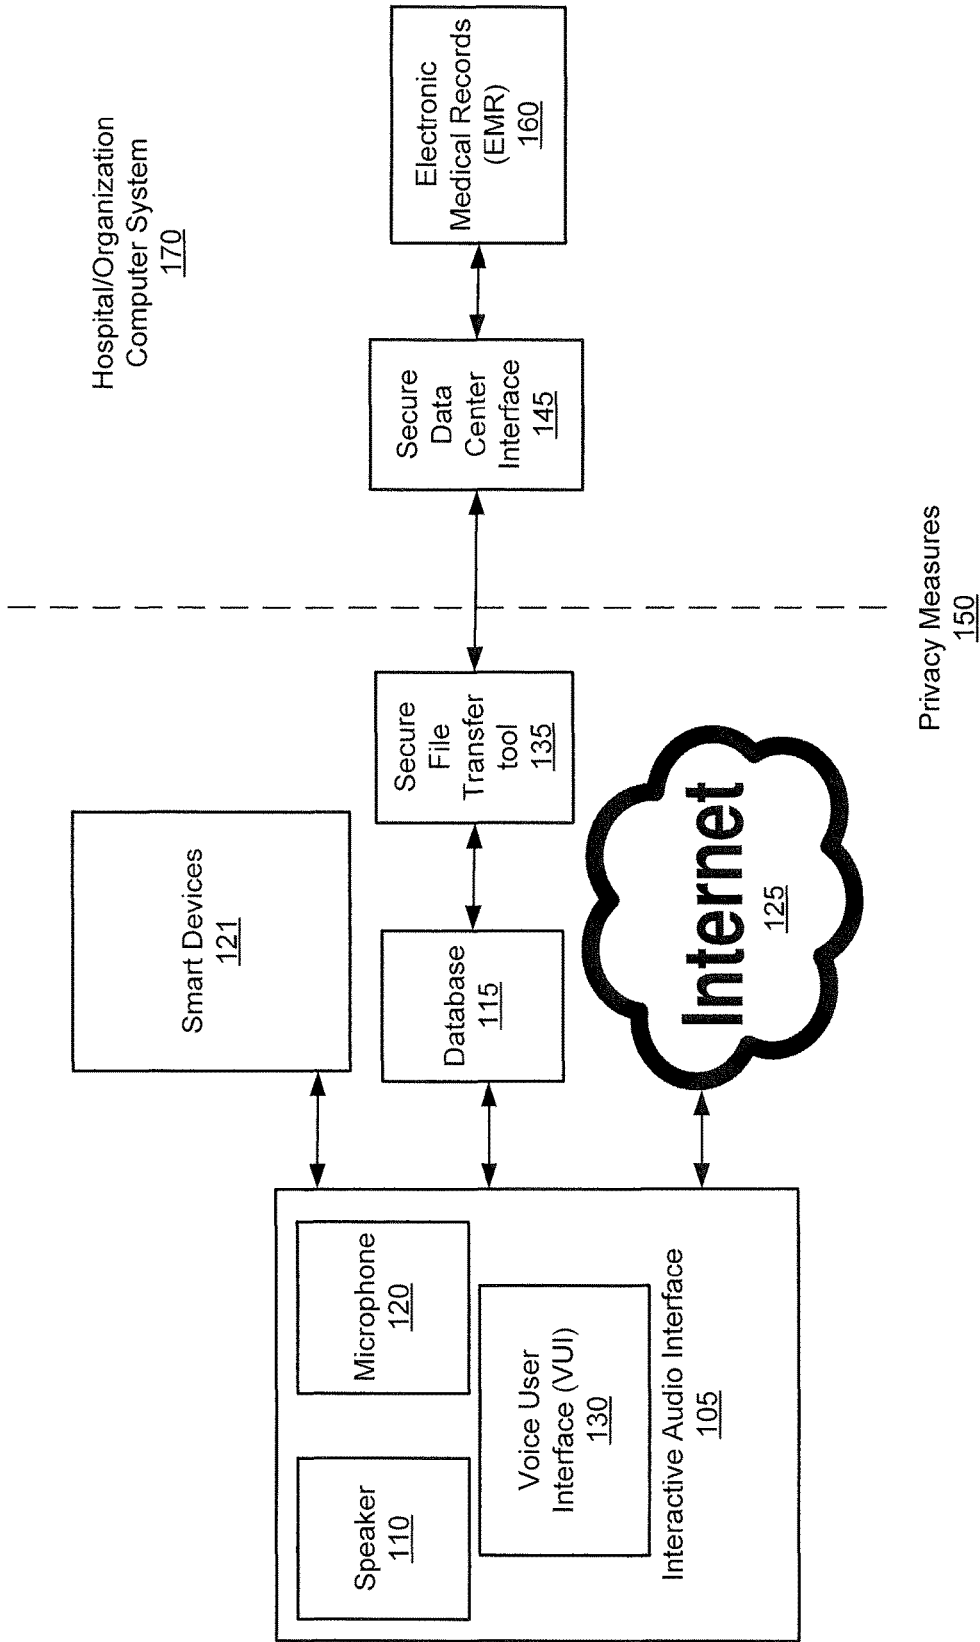 Hospital/Organization
Computer System
170
Smart Devices
121
Speaker
110
Microphone
120
Voice User
Interface (VUI)
130
Interactive Audio Interface
105
Database
115
Secure
File
Transfer
tool
135
Secure
Data
Center
Interface
145
Electronic
Medical Records
(EMR)
160
Internet
125
Privacy Measures
150